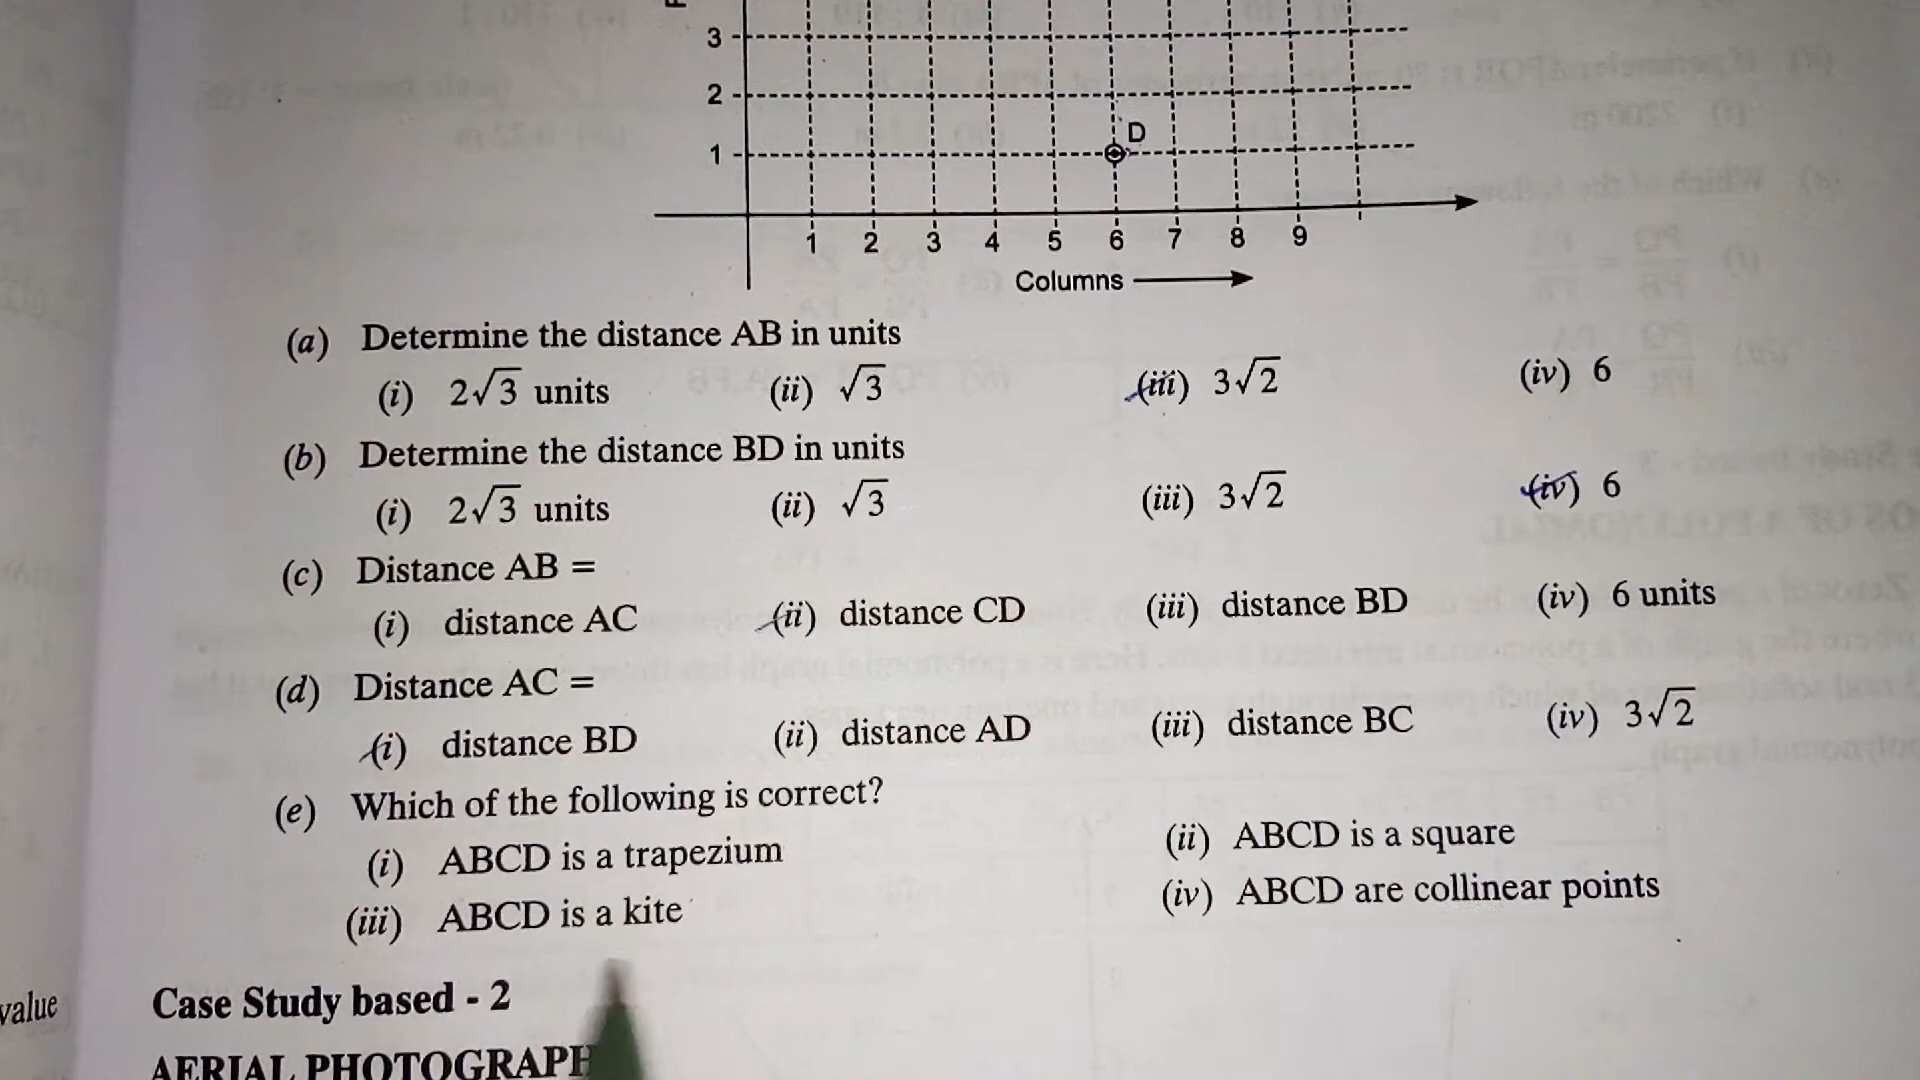 3
2
D
1
1 2 3 4 5 6 7 8 9
Columns
(a) Determine the distance AB in units
(i) 2√3 units (ii) √3 (iii) 3√2 (iv) 6
(b) Determine the distance BD in units
(i) 2√3 units (ii) √3 (iii) 3√2 (iv) 6
(c) Distance AB =
(i) distance AC (ii) distance CD (iii) distance BD (iv) 6 units
(d) Distance AC =
(i) distance BD (ii) distance AD (iii) distance BC (iv) 3√2
(e) Which of the following is correct?
(i) ABCD is a trapezium (ii) ABCD is a square
(iii) ABCD is a kite (iv) ABCD are collinear points
value
Case Study based - 2
AERIAL